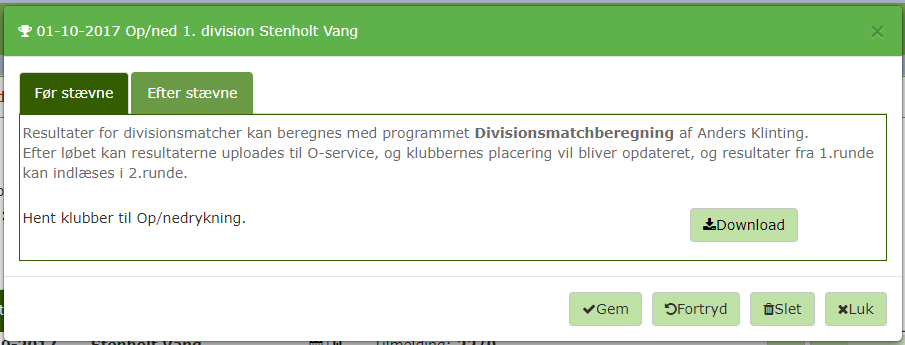 01-10-2017 Op/ned 1. division Stenholt Vang
×
Før stævne
Efter stævne
Resultater for divisionsmatcher kan beregnes med programmet Divisionsmatchberegning af Anders Klinting.
Efter løbet kan resultaterne uploades til O-service, og klubbernes placering vil bliver opdateret, og resultater fra 1.runde
kan indlæses i 2.runde.
Hent klubber til Op/nedrykning.
Download
Gem
Fortryd
Slet
Luk